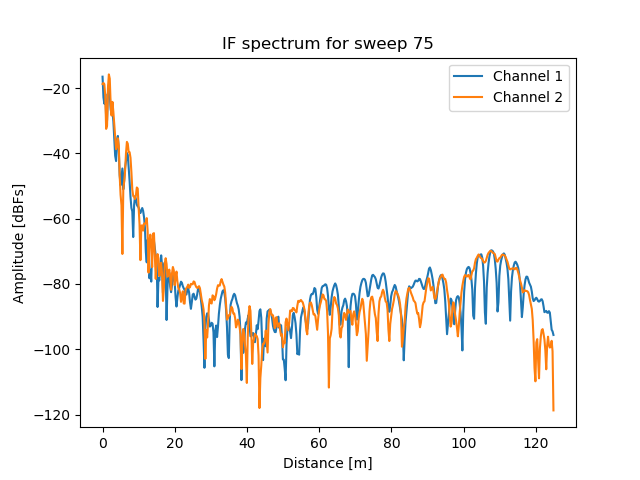 IF spectrum for sweep 75
Channel 1
Channel 2
Amplitude [dBFs]
−20
−40
−60
−80
−100
−120
0 20 40 60 80 100 120
Distance [m]